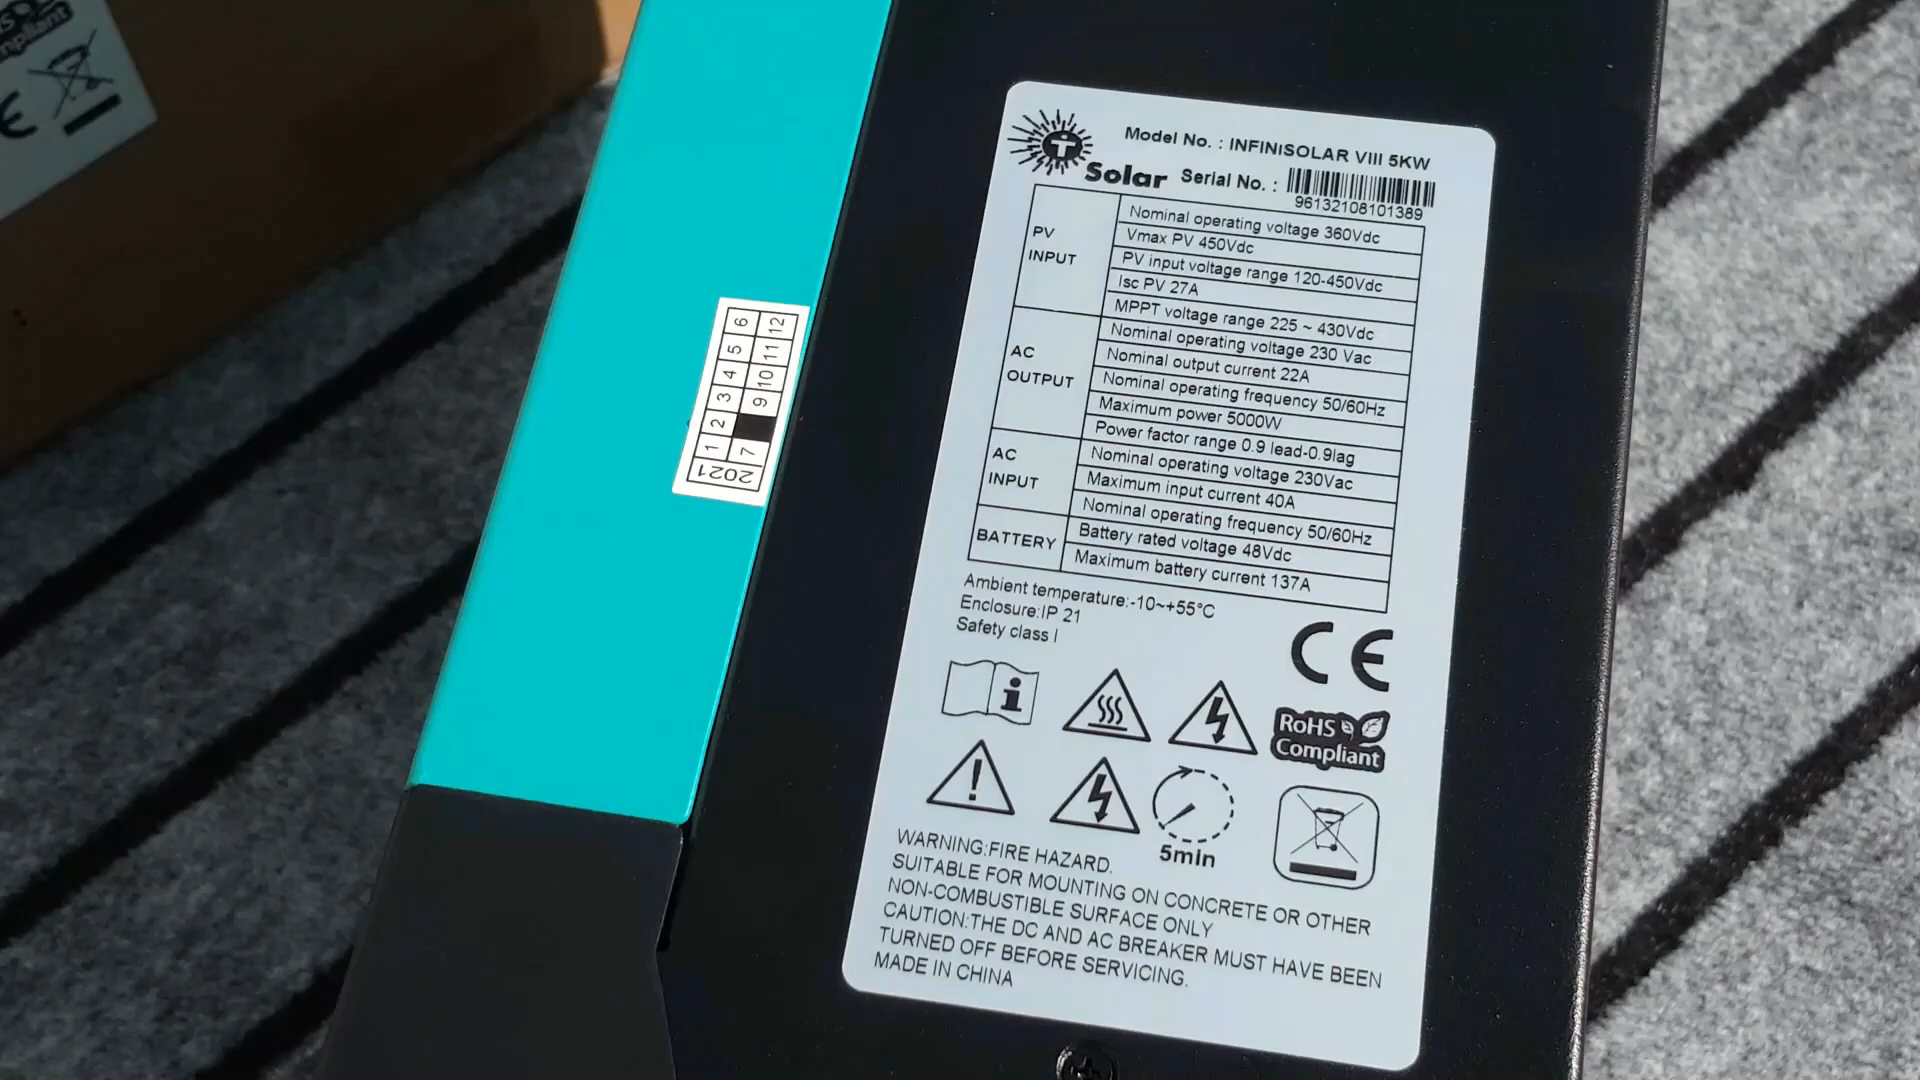 Solar
Model No. : INFINISOLAR VIII 5KW
Serial No. :
96132108101389
PV
INPUT
Nominal operating voltage 360Vdc
Vmax PV 450Vdc
PV input voltage range 120-450Vdc
Isc PV 27A
MPPT voltage range 225 ~ 430Vdc
AC
OUTPUT
Nominal operating voltage 230 Vac
Nominal output current 22A
Nominal operating frequency 50/60Hz
Maximum power 5000W
Power factor range 0.9 lead-0.9lag
AC
INPUT
Nominal operating voltage 230Vac
Maximum input current 40A
Nominal operating frequency 50/60Hz
BATTERY
Battery rated voltage 48Vdc
Maximum battery current 137A
Ambient temperature:-10~+55°C
Enclosure:IP 21
Safety class I
CE
RoHS
Compliant
5min
WARNING:FIRE HAZARD.
SUITABLE FOR MOUNTING ON CONCRETE OR OTHER
NON-COMBUSTIBLE SURFACE ONLY
CAUTION:THE DC AND AC BREAKER MUST HAVE BEEN
TURNED OFF BEFORE SERVICING.
MADE IN CHINA
2021
1 2 3 4 5 6
7 9 10 11 12
CE